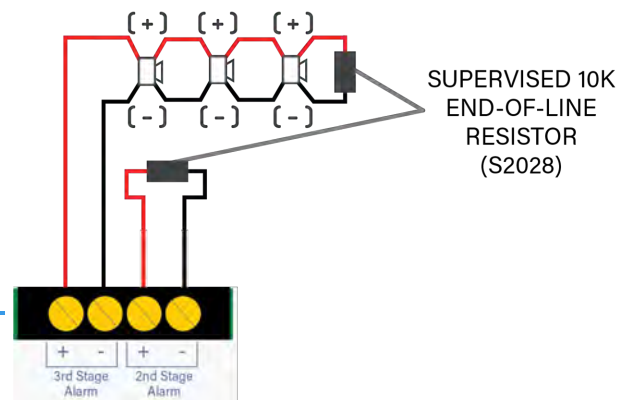 (+) (+) (+)
(-) (-) (-)
SUPERVISED 10K
END-OF-LINE
RESISTOR
(S2028)
+ - + -
3rd Stage
Alarm
2nd Stage
Alarm